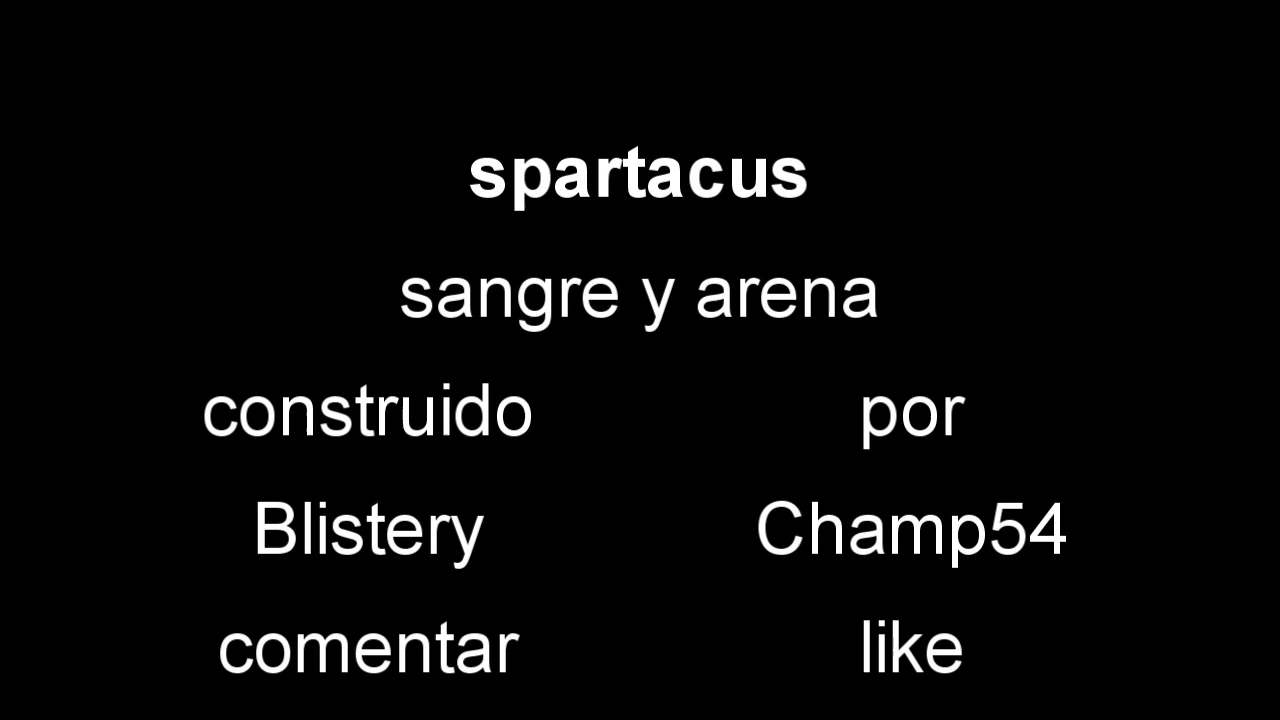 spartacus
sangre y arena
construido por
Blistery Champ54
comentar like